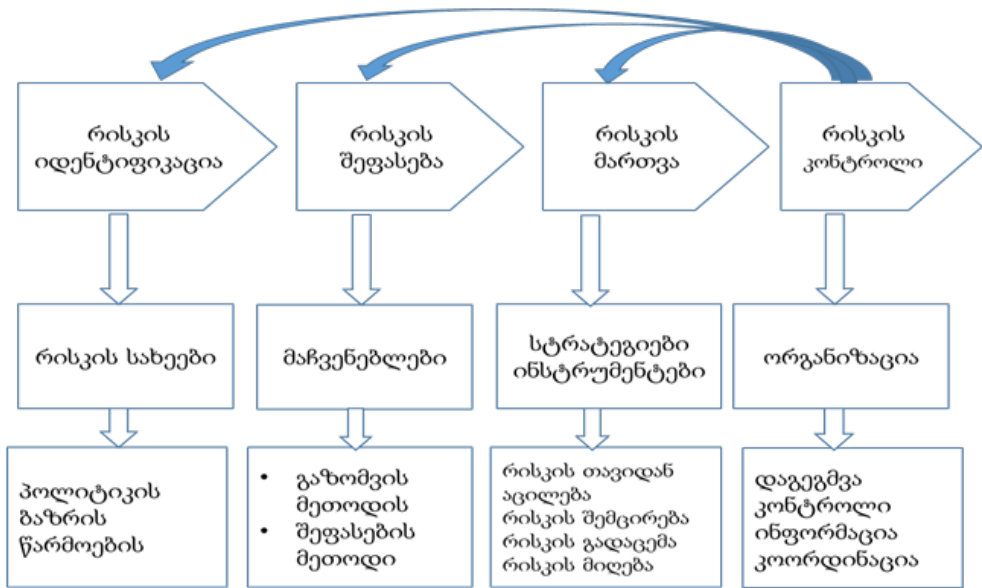 რისკის
იდენტიფიკაცია
რისკის
შეფასება
რისკის
მართვა
რისკის
კონტროლი
რისკის სახეები
მაჩვენებლები
სტრატეგიები
ინსტრუმენტები
ორგანიზაცია
პოლიტიკის
ბაზრის
წარმოების
• გაზომვის
მეთოდის
• შეფასების
მეთოდი
რისკის თავიდან
აცილება
რისკის შემცირება
რისკის გადაცემა
რისკის მიღება
დაგეგმვა
კონტროლი
ინფორმაცია
კოორდინაცია